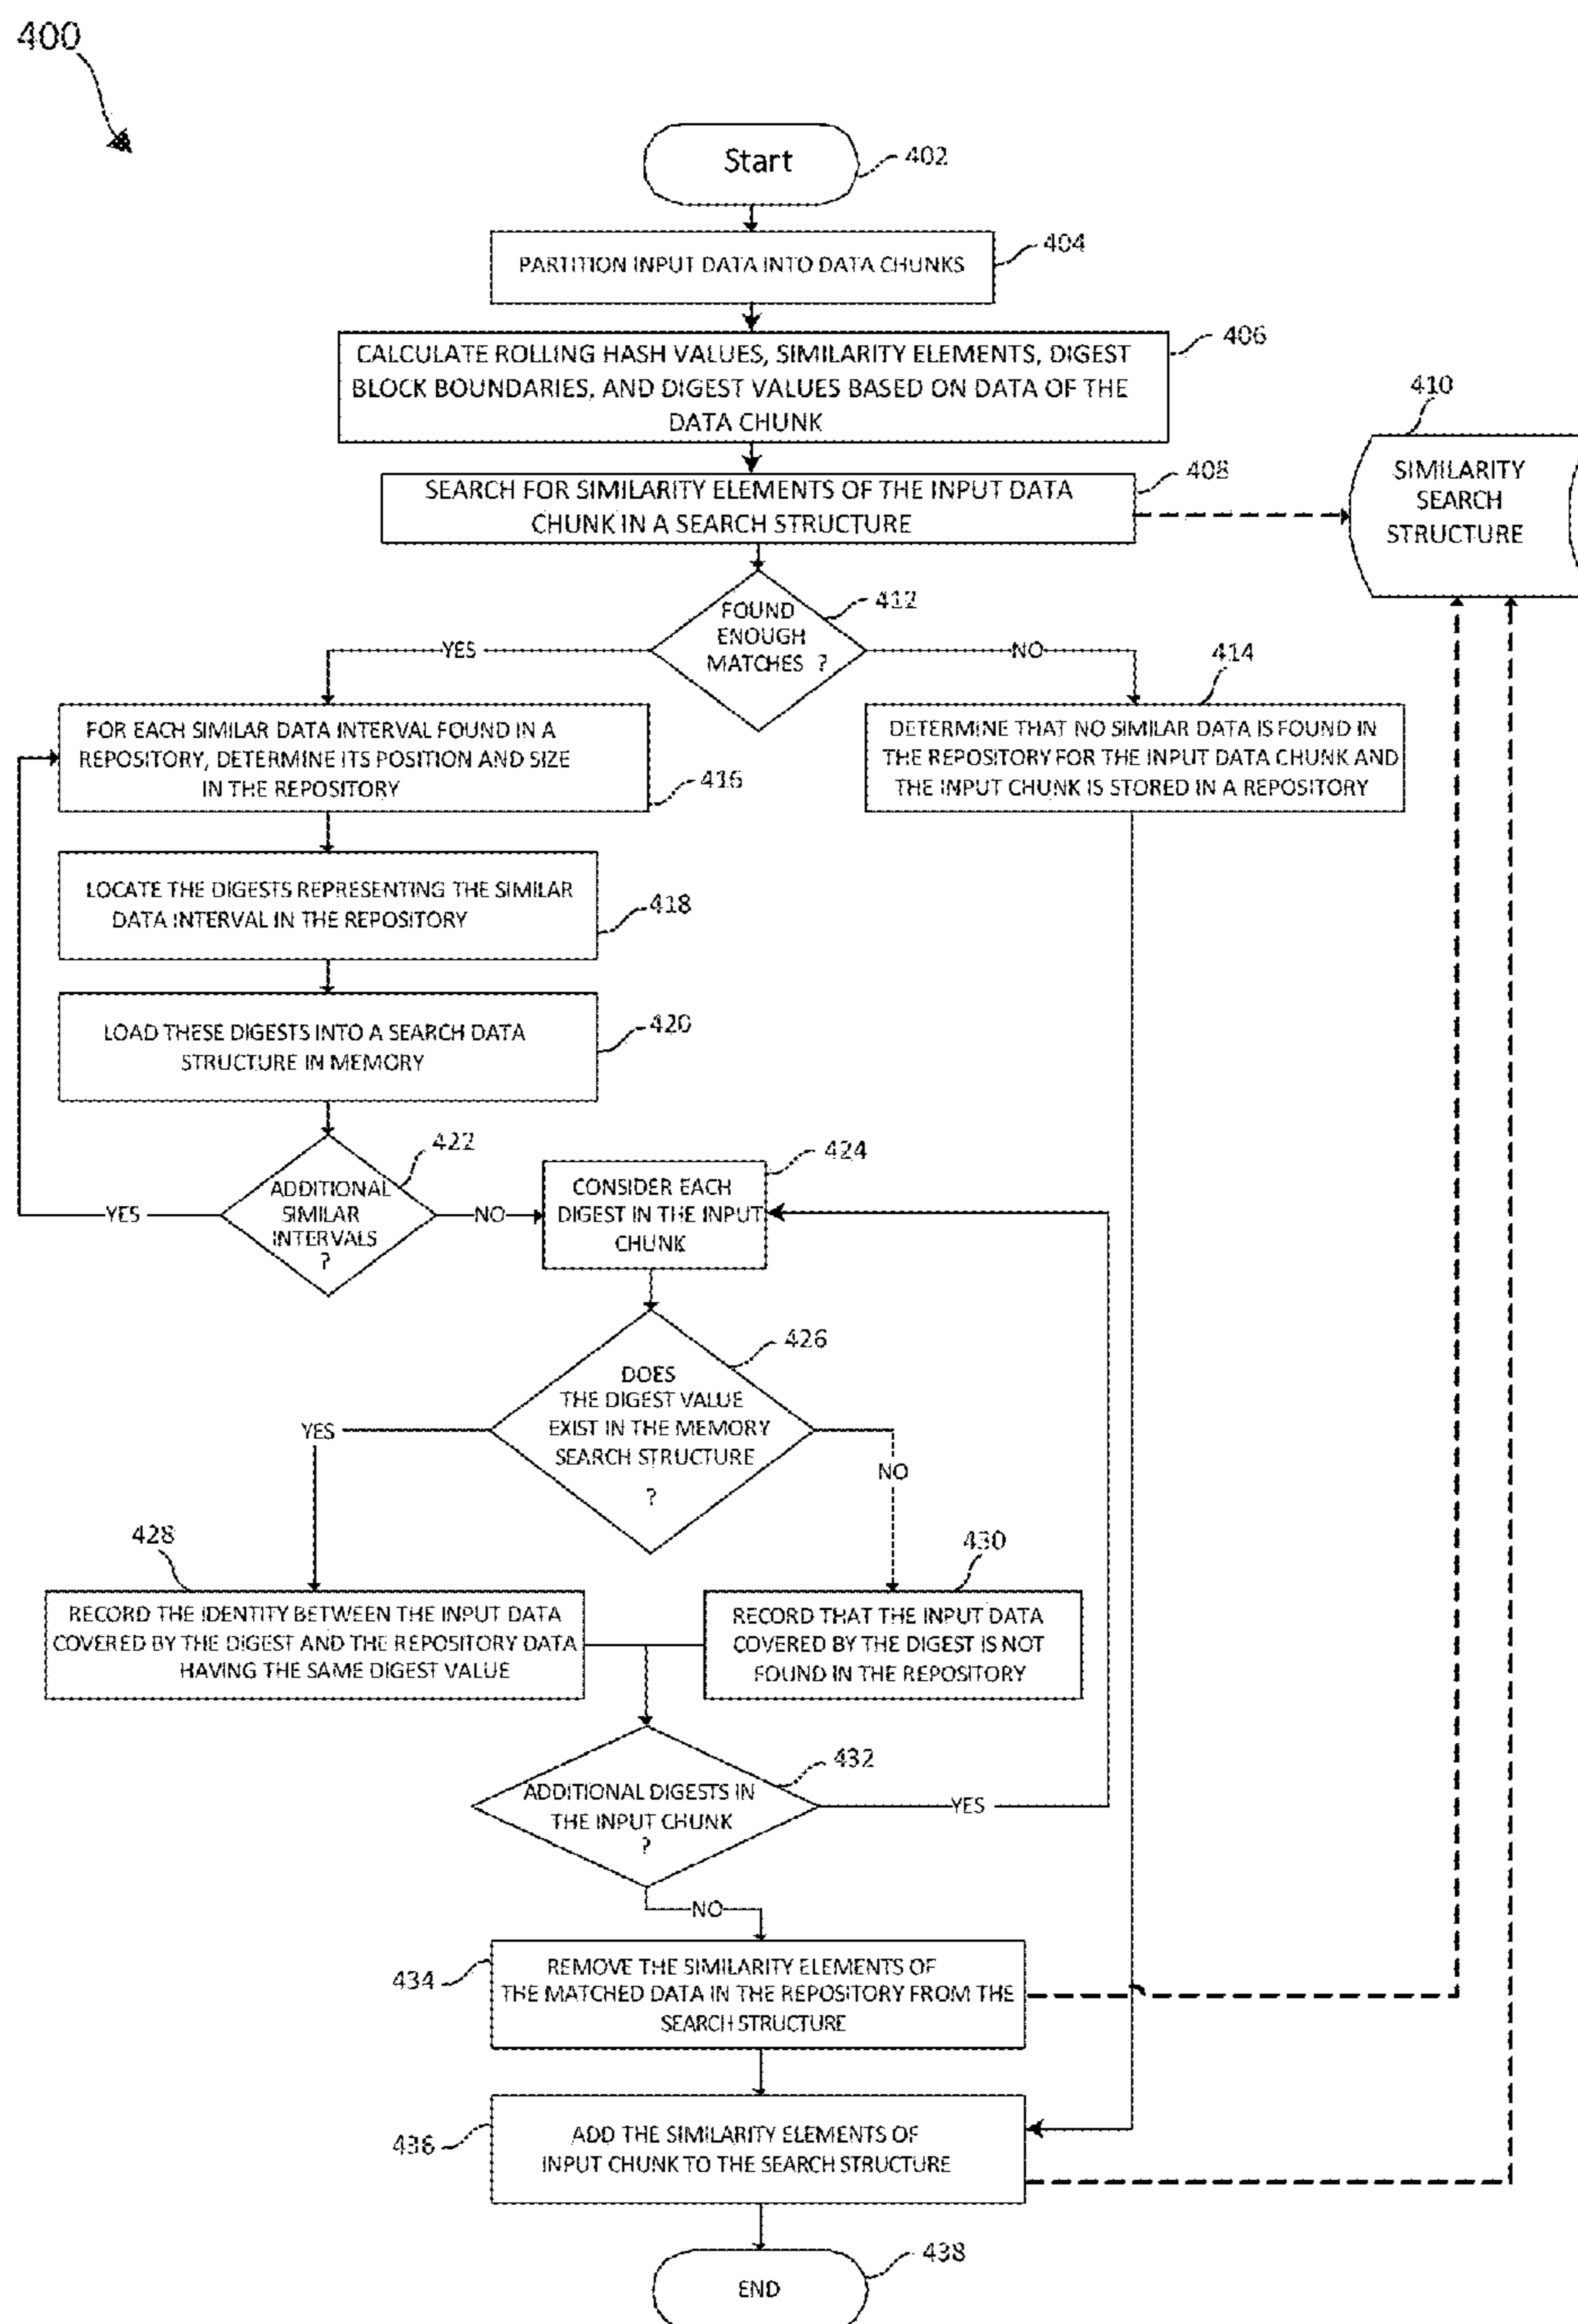 400
Start
402
PARTITION INPUT DATA INTO DATA CHUNKS
404
CALCULATE ROLLING HASH VALUES, SIMILARITY ELEMENTS, DIGEST
BLOCK BOUNDARIES, AND DIGEST VALUES BASED ON DATA OF THE
DATA CHUNK
406
SEARCH FOR SIMILARITY ELEMENTS OF THE INPUT DATA
CHUNK IN A SEARCH STRUCTURE
408
410
SIMILARITY
SEARCH
STRUCTURE
FOUND
ENOUGH
MATCHES ?
412
YES
NO
414
FOR EACH SIMILAR DATA INTERVAL FOUND IN A
REPOSITORY, DETERMINE ITS POSITION AND SIZE
IN THE REPOSITORY
416
DETERMINE THAT NO SIMILAR DATA IS FOUND IN
THE REPOSITORY FOR THE INPUT DATA CHUNK AND
THE INPUT CHUNK IS STORED IN A REPOSITORY
LOCATE THE DIGESTS REPRESENTING THE SIMILAR
DATA INTERVAL IN THE REPOSITORY
418
LOAD THESE DIGESTS INTO A SEARCH DATA
STRUCTURE IN MEMORY
420
422
ADDITIONAL
SIMILAR
INTERVALS
?
YES
NO
424
CONSIDER EACH
DIGEST IN THE INPUT
CHUNK
426
DOES
THE DIGEST VALUE
EXIST IN THE MEMORY
SEARCH STRUCTURE
?
YES
NO
428
RECORD THE IDENTITY BETWEEN THE INPUT DATA
COVERED BY THE DIGEST AND THE REPOSITORY DATA
HAVING THE SAME DIGEST VALUE
430
RECORD THAT THE INPUT DATA
COVERED BY THE DIGEST IS NOT
FOUND IN THE REPOSITORY
432
ADDITIONAL DIGESTS IN
THE INPUT CHUNK
?
YES
NO
434
REMOVE THE SIMILARITY ELEMENTS OF
THE MATCHED DATA IN THE REPOSITORY FROM THE
SEARCH STRUCTURE
436
ADD THE SIMILARITY ELEMENTS OF
INPUT CHUNK TO THE SEARCH STRUCTURE
438
END